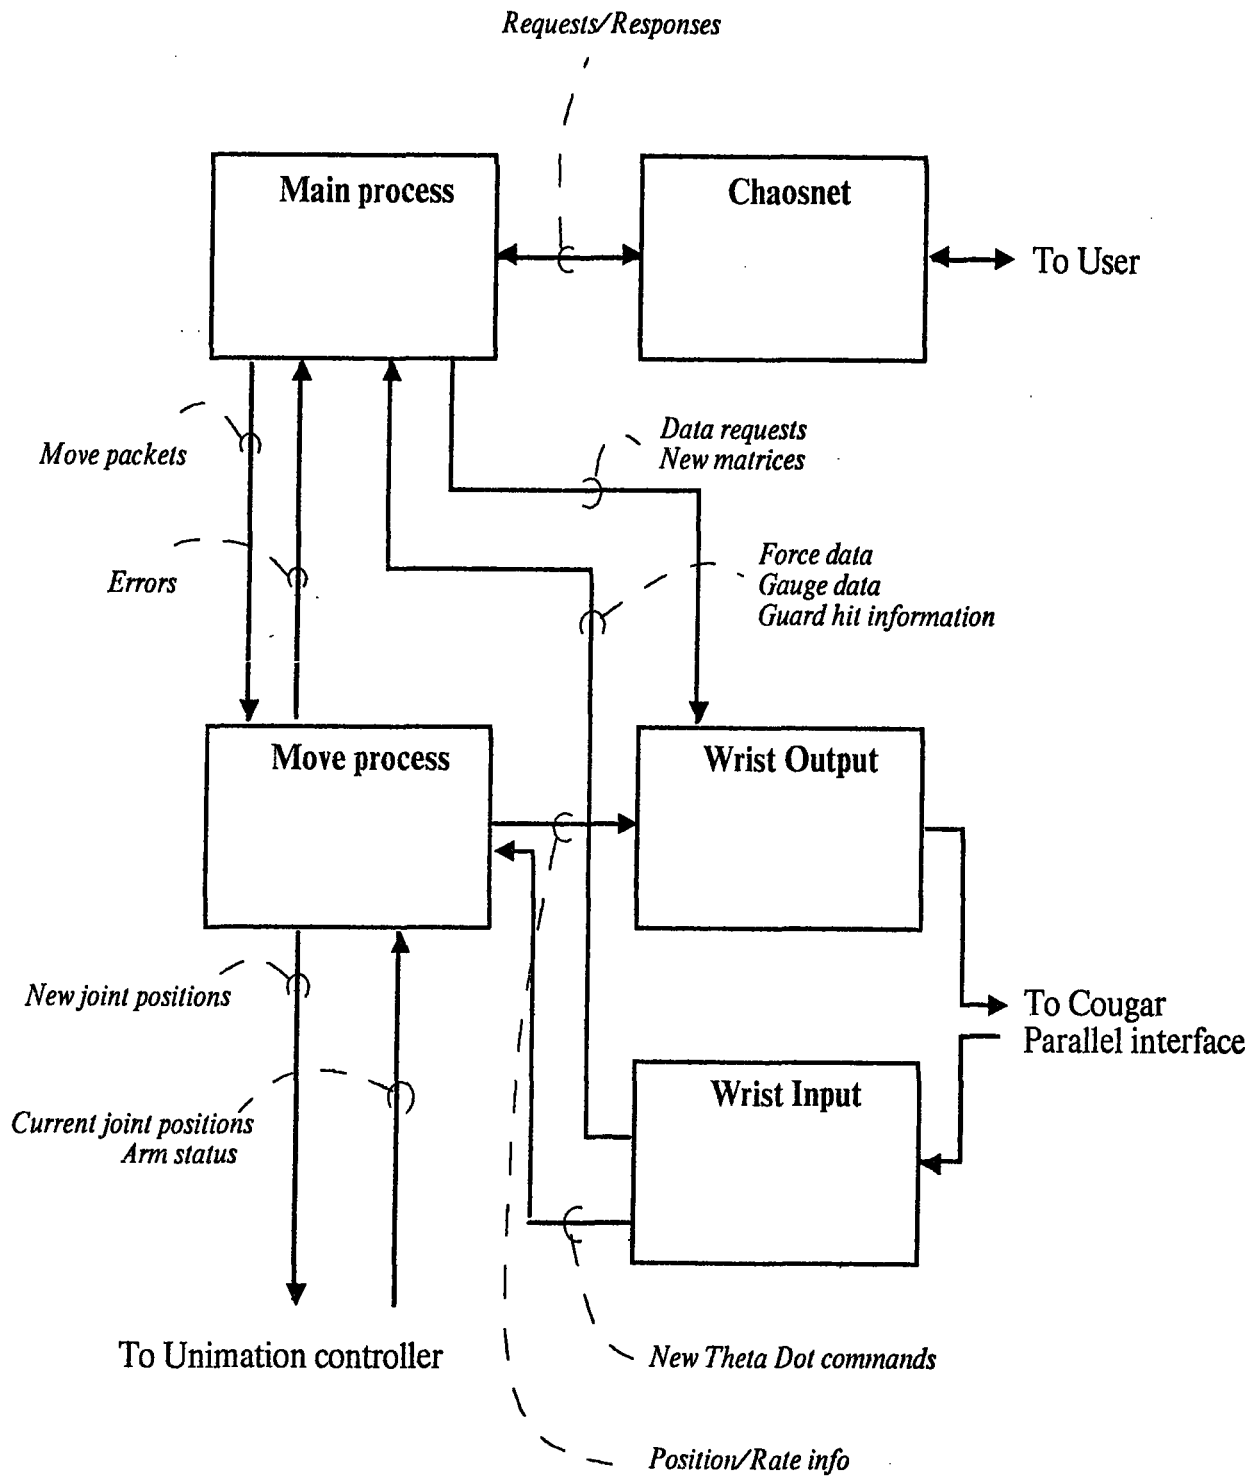 Requests/Responses
Main process
Chaosnet
To User
Data requests
New matrices
Move packets
Force data
Gauge data
Guard hit information
Errors
Move process
Wrist Output
New joint positions
To Cougar
Parallel interface
Wrist Input
Current joint positions
Arm status
To Unimation controller
New Theta Dot commands
Position/Rate info